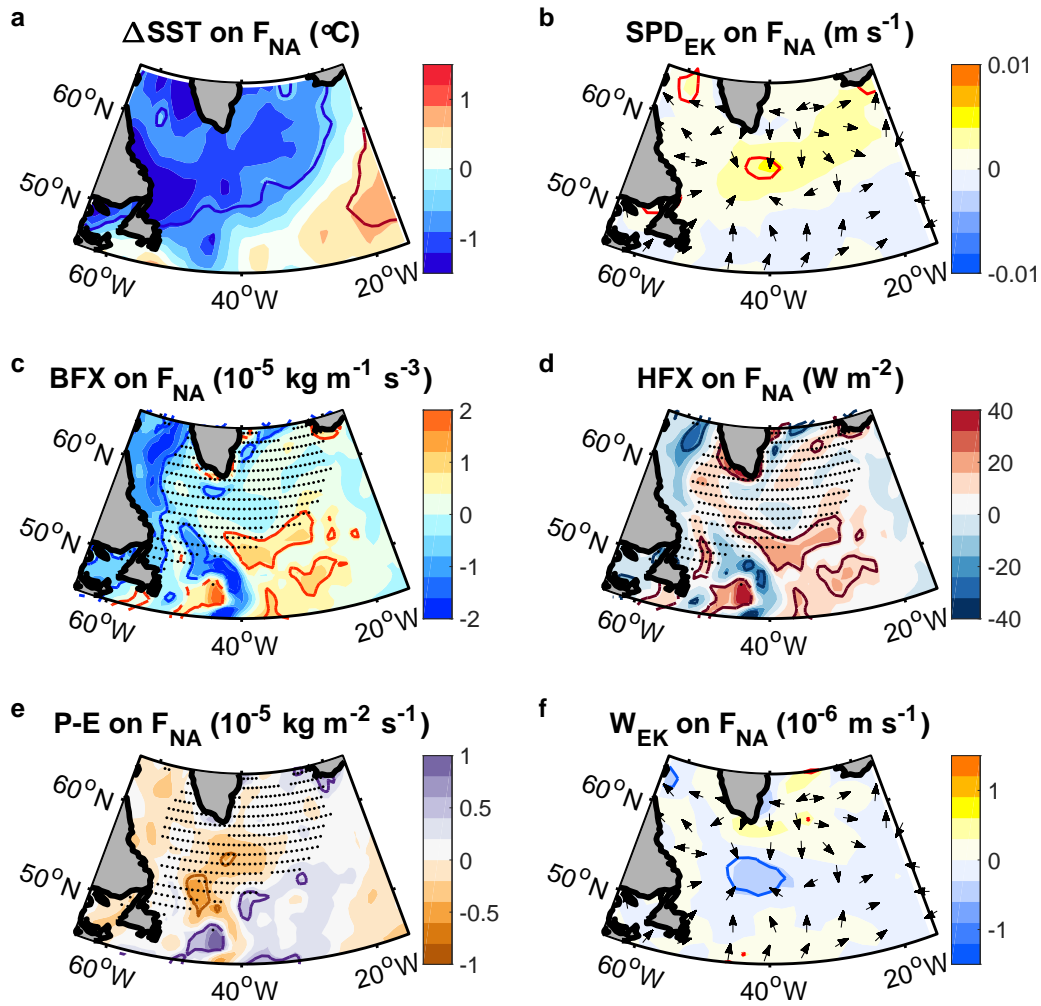 a
ΔSST on F_NA (°C)
60°N
50°N
60°W
40°W
20°W
1
0
-1
b
SPD_EK on F_NA (m s^-1)
60°N
50°N
60°W
40°W
20°W
0.01
0.005
0
-0.005
-0.01
c
BFX on F_NA (10^-5 kg m^-1 s^-3)
60°N
50°N
60°W
40°W
20°W
2
1
0
-1
-2
d
HFX on F_NA (W m^-2)
60°N
50°N
60°W
40°W
20°W
40
20
0
-20
-40
e
P-E on F_NA (10^-5 kg m^-2 s^-1)
60°N
50°N
60°W
40°W
20°W
1
0.5
0
-0.5
-1
f
W_EK on F_NA (10^-6 m s^-1)
60°N
50°N
60°W
40°W
20°W
1
0
-1